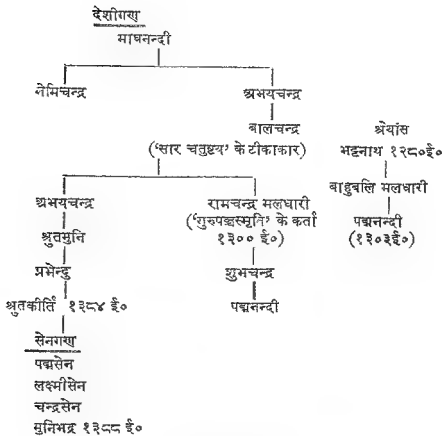 देशीगण
माघनन्दी
नेमिचन्द्र अभयचन्द्र
बालचन्द्र श्रेयांस
('सार चतुष्टय' के टीकाकार) भट्टनाथ १२८०ई०
अभयचन्द्र रामचन्द्र मलधारी बाहुबलि मलधारी
श्रुतमुनि ('गुरुपञ्चस्मृति' के कर्ता पद्मनन्दी
१३०० ई०) (१३०३ई०)
प्रभेन्दु शुभचन्द्र
श्रुतकीर्ति १३८४ ई० पद्मनन्दी
सेनगण
पद्मसेन
लक्ष्मीसेन
चन्द्रसेन
मुनिभद्र १३८८ ई०